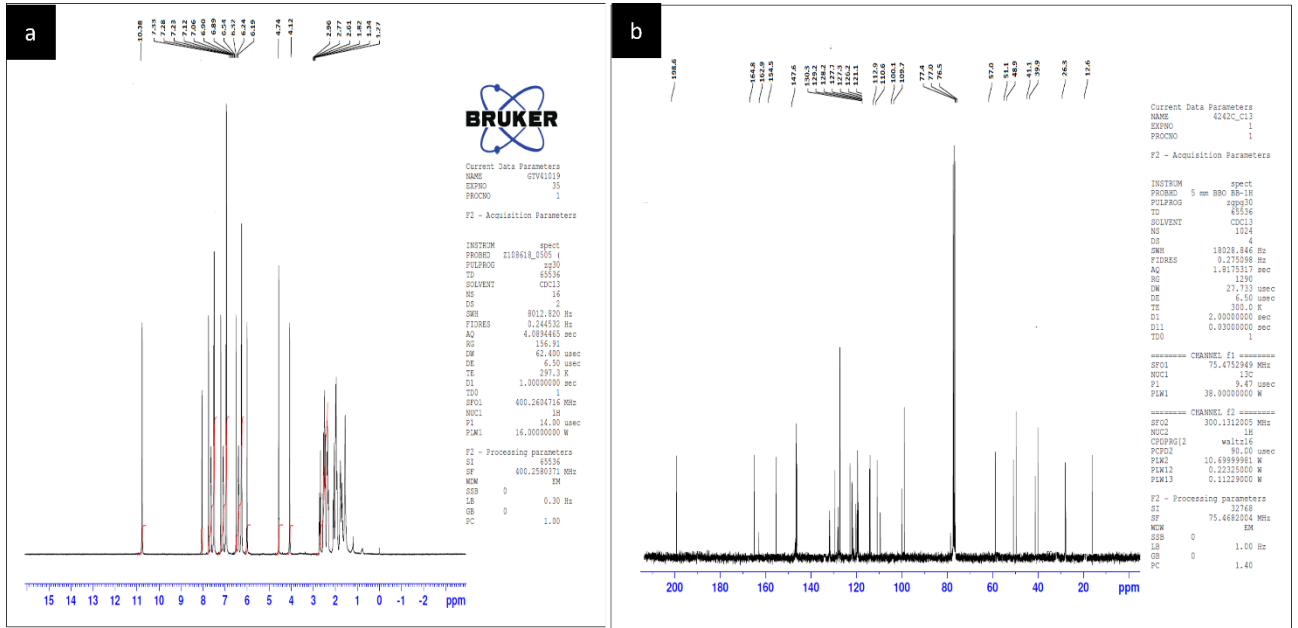 a
10.38
7.33
7.28
7.23
7.12
7.06
6.90
6.89
6.54
6.32
6.24
6.19
4.74
4.12
2.96
2.77
2.61
1.82
1.34
1.27
BRUKER
Current Data Parameters
NAME GTV41019
EXPNO 35
PROCNO 1
F2 - Acquisition Parameters
INSTRUM spect
PROBHD Z108618_0505 (
PULPROG zg30
TD 65536
SOLVENT CDCl3
NS 16
DS 2
SWH 8012.820 Hz
FIDRES 0.244532 Hz
AQ 4.0894465 sec
RG 156.91
DW 62.400 usec
DE 6.50 usec
TE 297.3 K
D1 1.00000000 sec
TD0 1
SFO1 400.2604716 MHz
NUC1 1H
P1 14.00 usec
PLW1 16.00000000 W
F2 - Processing parameters
SI 65536
SF 400.2580371 MHz
WDW EM
SSB 0
LB 0.30 Hz
GB 0
PC 1.00
15 14 13 12 11 10 9 8 7 6 5 4 3 2 1 0 -1 -2 ppm
b
198.6
164.8
162.9
154.5
147.6
130.3
129.2
128.2
127.7
127.3
126.2
121.1
112.9
110.6
100.1
109.7
77.4
77.0
76.5
57.0
51.1
48.9
41.1
39.9
26.3
12.6
Current Data Parameters
NAME 4242C_C13
EXPNO 1
PROCNO 1
F2 - Acquisition Parameters
INSTRUM spect
PROBHD 5 mm BBO BB-1H
PULPROG zgpg30
TD 65536
SOLVENT CDCl3
NS 1024
DS 4
SWH 18028.846 Hz
FIDRES 0.275098 Hz
AQ 1.8175317 sec
RG 1290
DW 27.733 usec
DE 6.50 usec
TE 300.0 K
D1 2.00000000 sec
D11 0.03000000 sec
TD0 1
======== CHANNEL f1 ========
SFO1 75.4752949 MHz
NUC1 13C
P1 9.47 usec
PLW1 38.00000000 W
======== CHANNEL f2 ========
SFO2 300.1312005 MHz
NUC2 1H
CPDPRG[2 waltz16
PCPD2 90.00 usec
PLW2 10.69999981 W
PLW12 0.22325000 W
PLW13 0.11229000 W
F2 - Processing parameters
SI 32768
SF 75.4682004 MHz
WDW EM
SSB 0
LB 1.00 Hz
GB 0
PC 1.40
200 180 160 140 120 100 80 60 40 20 ppm